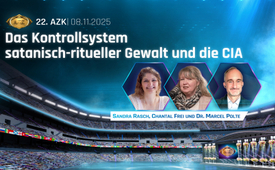 22. AZK | 08.11.2025
Das Kontrollsystem
satanisch-ritueller Gewalt und die CIA
Sandra Rasch, Chantal Frei und Dr. Marcel Polte